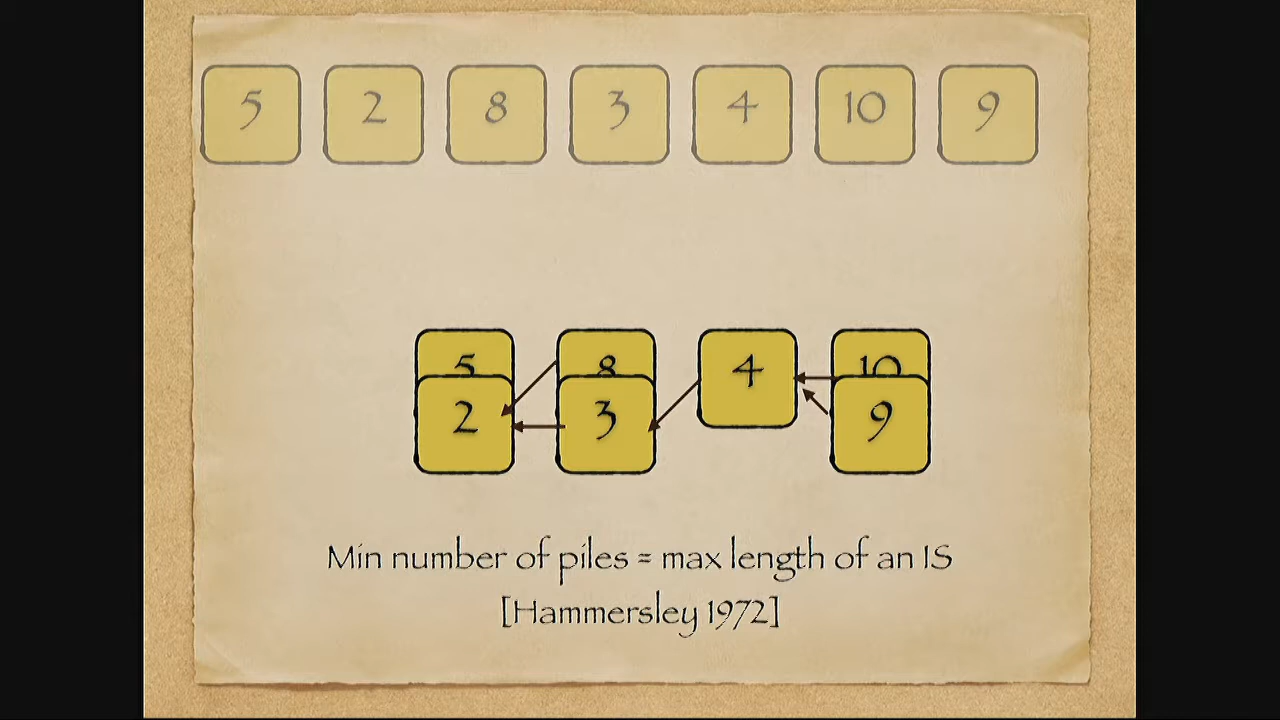 5 2 8 3 4 10 9
5 8 4 10
2 3 9
Min number of piles = max length of an IS
[Hammersley 1972]